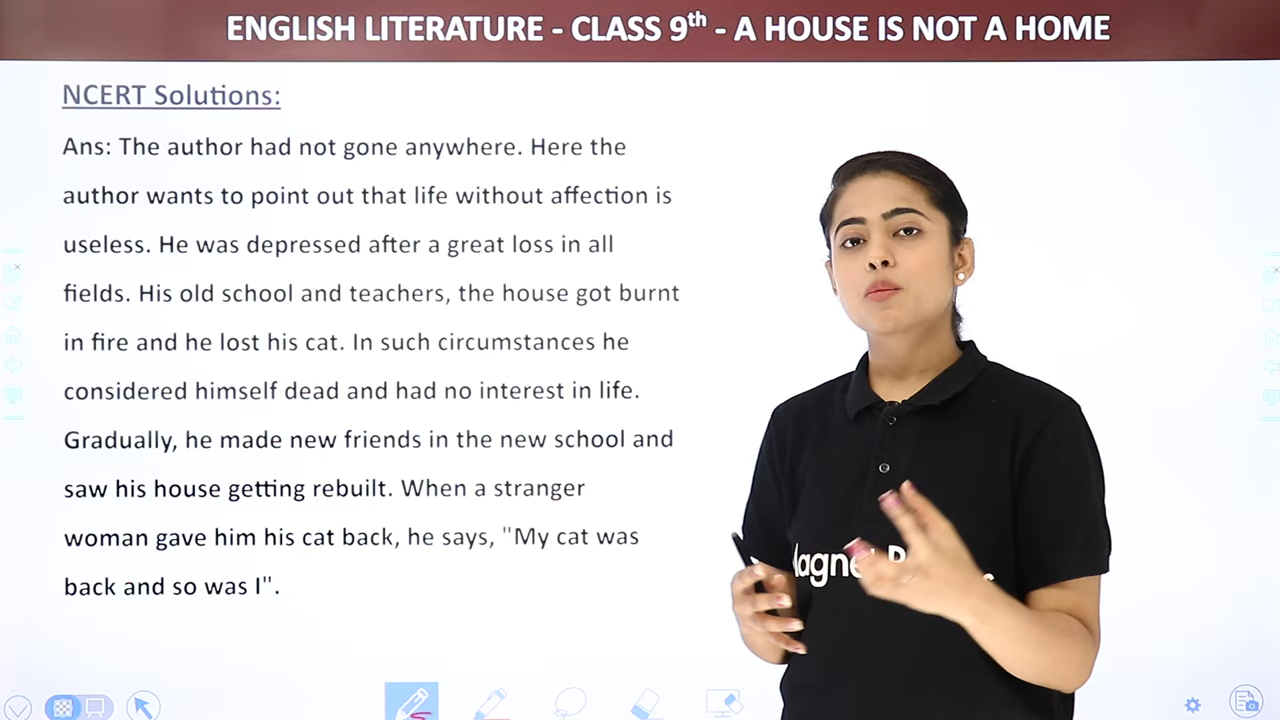 ENGLISH LITERATURE - CLASS 9th - A HOUSE IS NOT A HOME
NCERT Solutions:
Ans: The author had not gone anywhere. Here the
author wants to point out that life without affection is
useless. He was depressed after a great loss in all
fields. His old school and teachers, the house got burnt
in fire and he lost his cat. In such circumstances he
considered himself dead and had no interest in life.
Gradually, he made new friends in the new school and
saw his house getting rebuilt. When a stranger
woman gave him his cat back, he says, "My cat was
back and so was I".